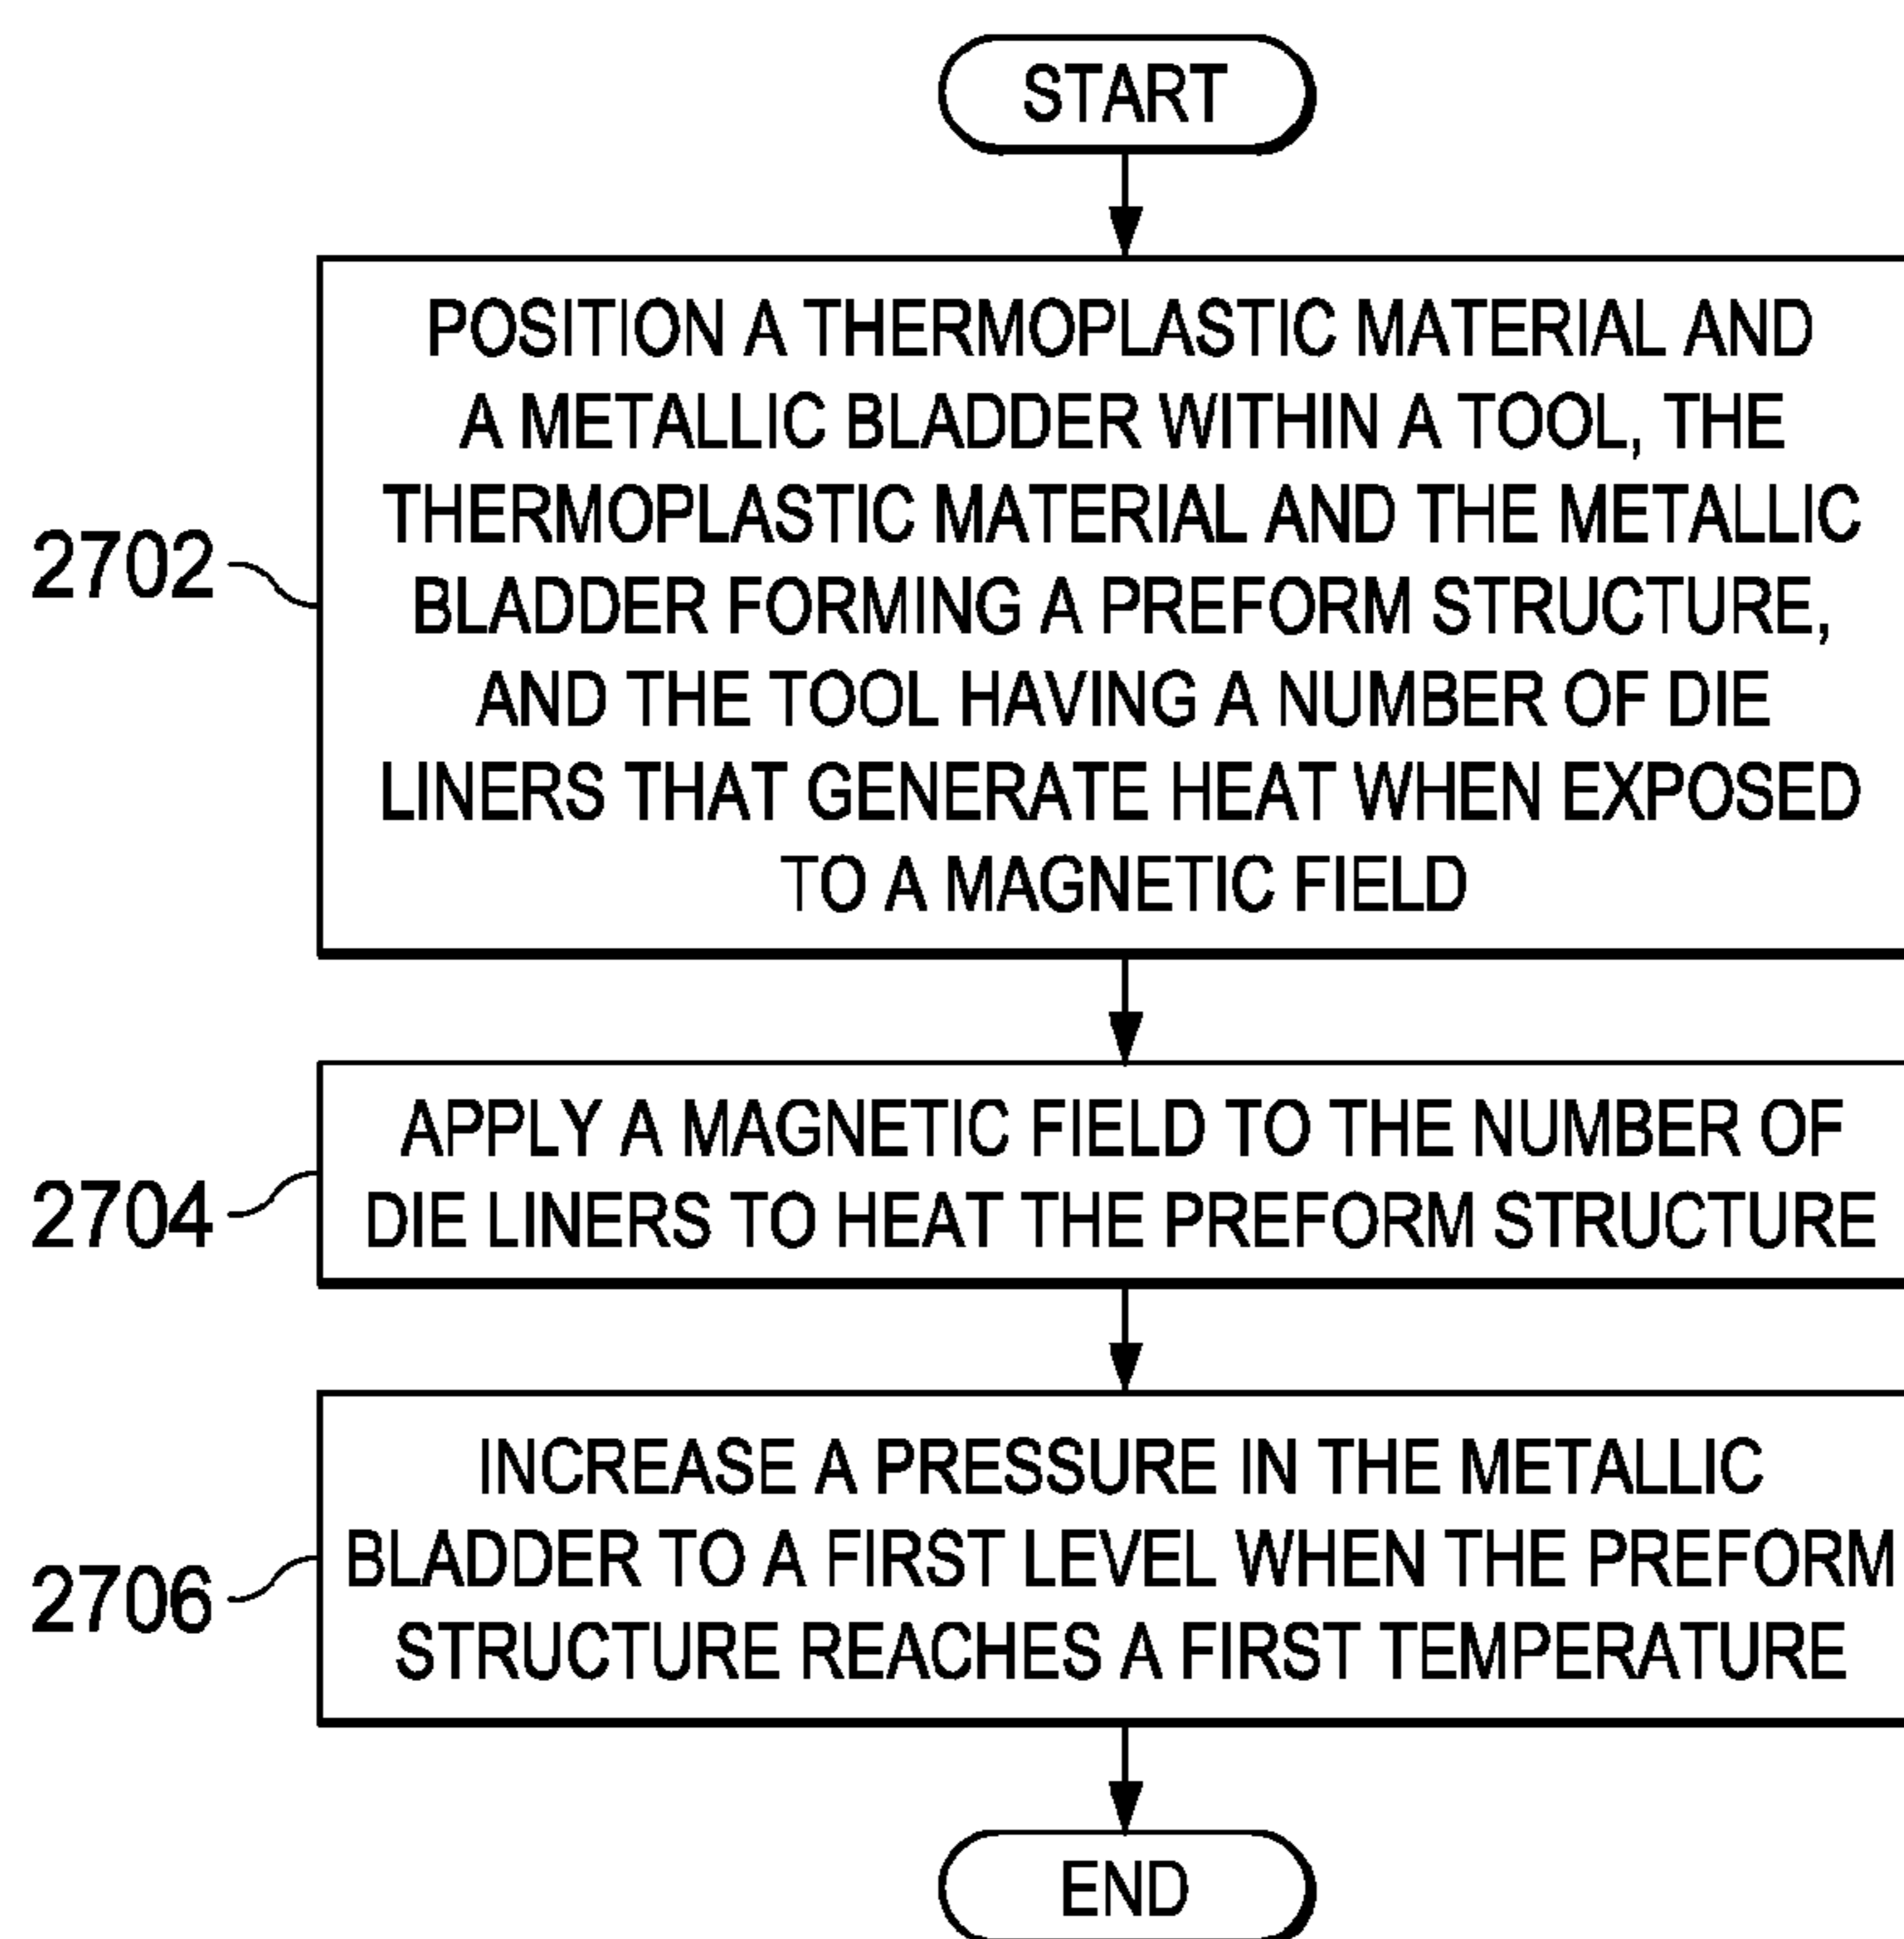 START
POSITION A THERMOPLASTIC MATERIAL AND
A METALLIC BLADDER WITHIN A TOOL, THE
THERMOPLASTIC MATERIAL AND THE METALLIC
BLADDER FORMING A PREFORM STRUCTURE,
AND THE TOOL HAVING A NUMBER OF DIE
LINERS THAT GENERATE HEAT WHEN EXPOSED
TO A MAGNETIC FIELD
2702
APPLY A MAGNETIC FIELD TO THE NUMBER OF
DIE LINERS TO HEAT THE PREFORM STRUCTURE
2704
INCREASE A PRESSURE IN THE METALLIC
BLADDER TO A FIRST LEVEL WHEN THE PREFORM
STRUCTURE REACHES A FIRST TEMPERATURE
2706
END